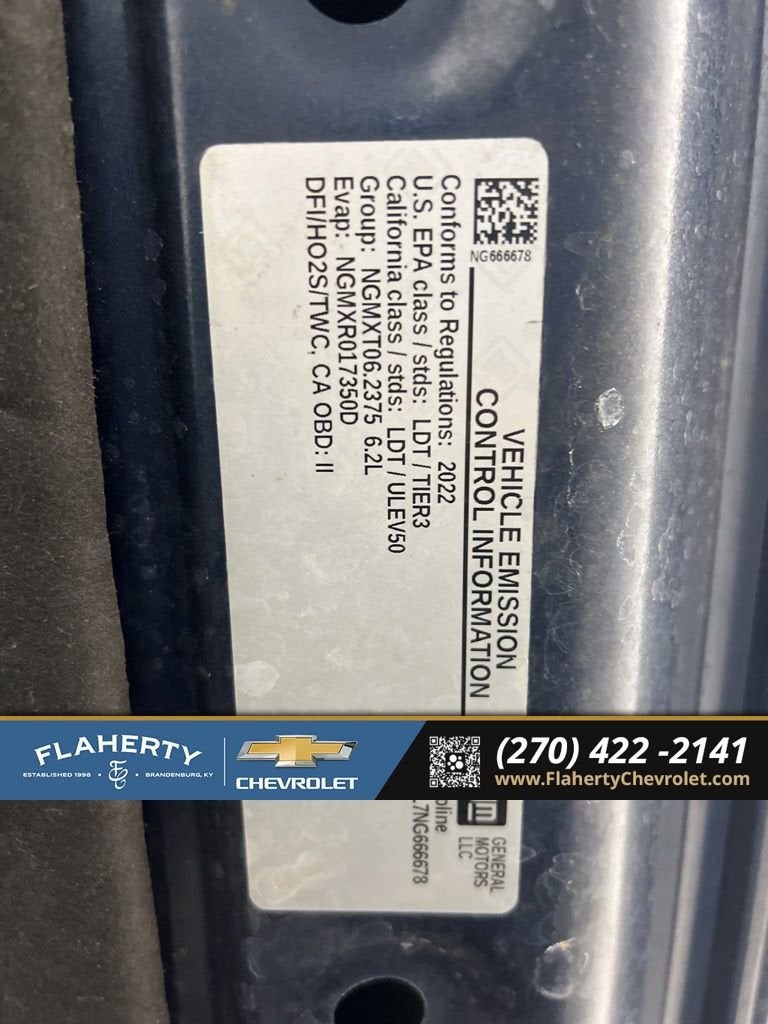 NG666678
VEHICLE EMISSION
CONTROL INFORMATION
Conforms to Regulations: 2022
U.S. EPA class / stds: LDT / TIER3
California class / stds: LDT / ULEV50
Group: NGMXT06.2375 6.2L
Evap: NGMXR017350D
DFI/HO2S/TWC, CA OBD: II
GENERAL
MOTORS
LLC
oline
7NG666678
FLAHERTY
ESTABLISHED 1998 • BRANDENBURG, KY
CHEVROLET
(270) 422 -2141
www.FlahertyChevrolet.com